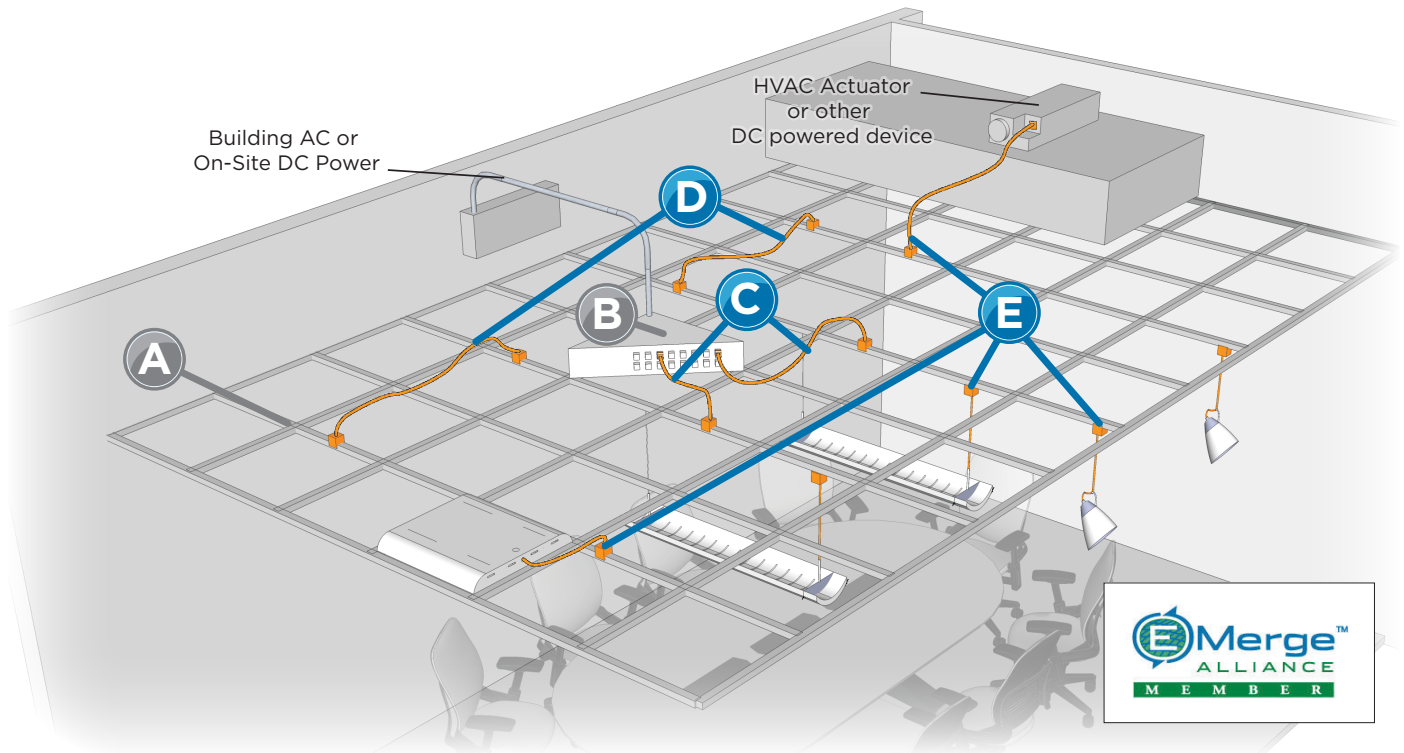 HVAC Actuator
or other
DC powered device
Building AC or
On-Site DC Power
D
B
C
E
A
EMerge™
ALLIANCE
MEMBER